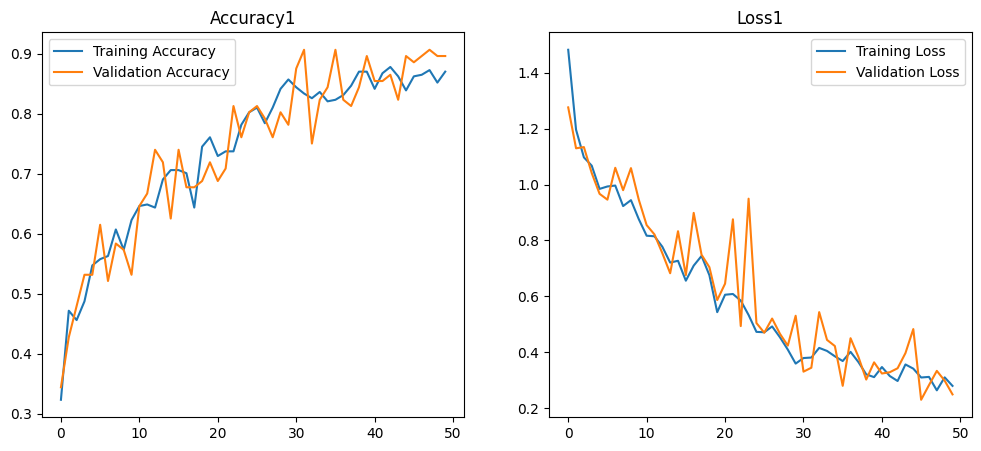 Accuracy1
Training Accuracy
Validation Accuracy
0.9
0.8
0.7
0.6
0.5
0.4
0.3
0 10 20 30 40 50
Loss1
Training Loss
Validation Loss
1.4
1.2
1.0
0.8
0.6
0.4
0.2
0 10 20 30 40 50